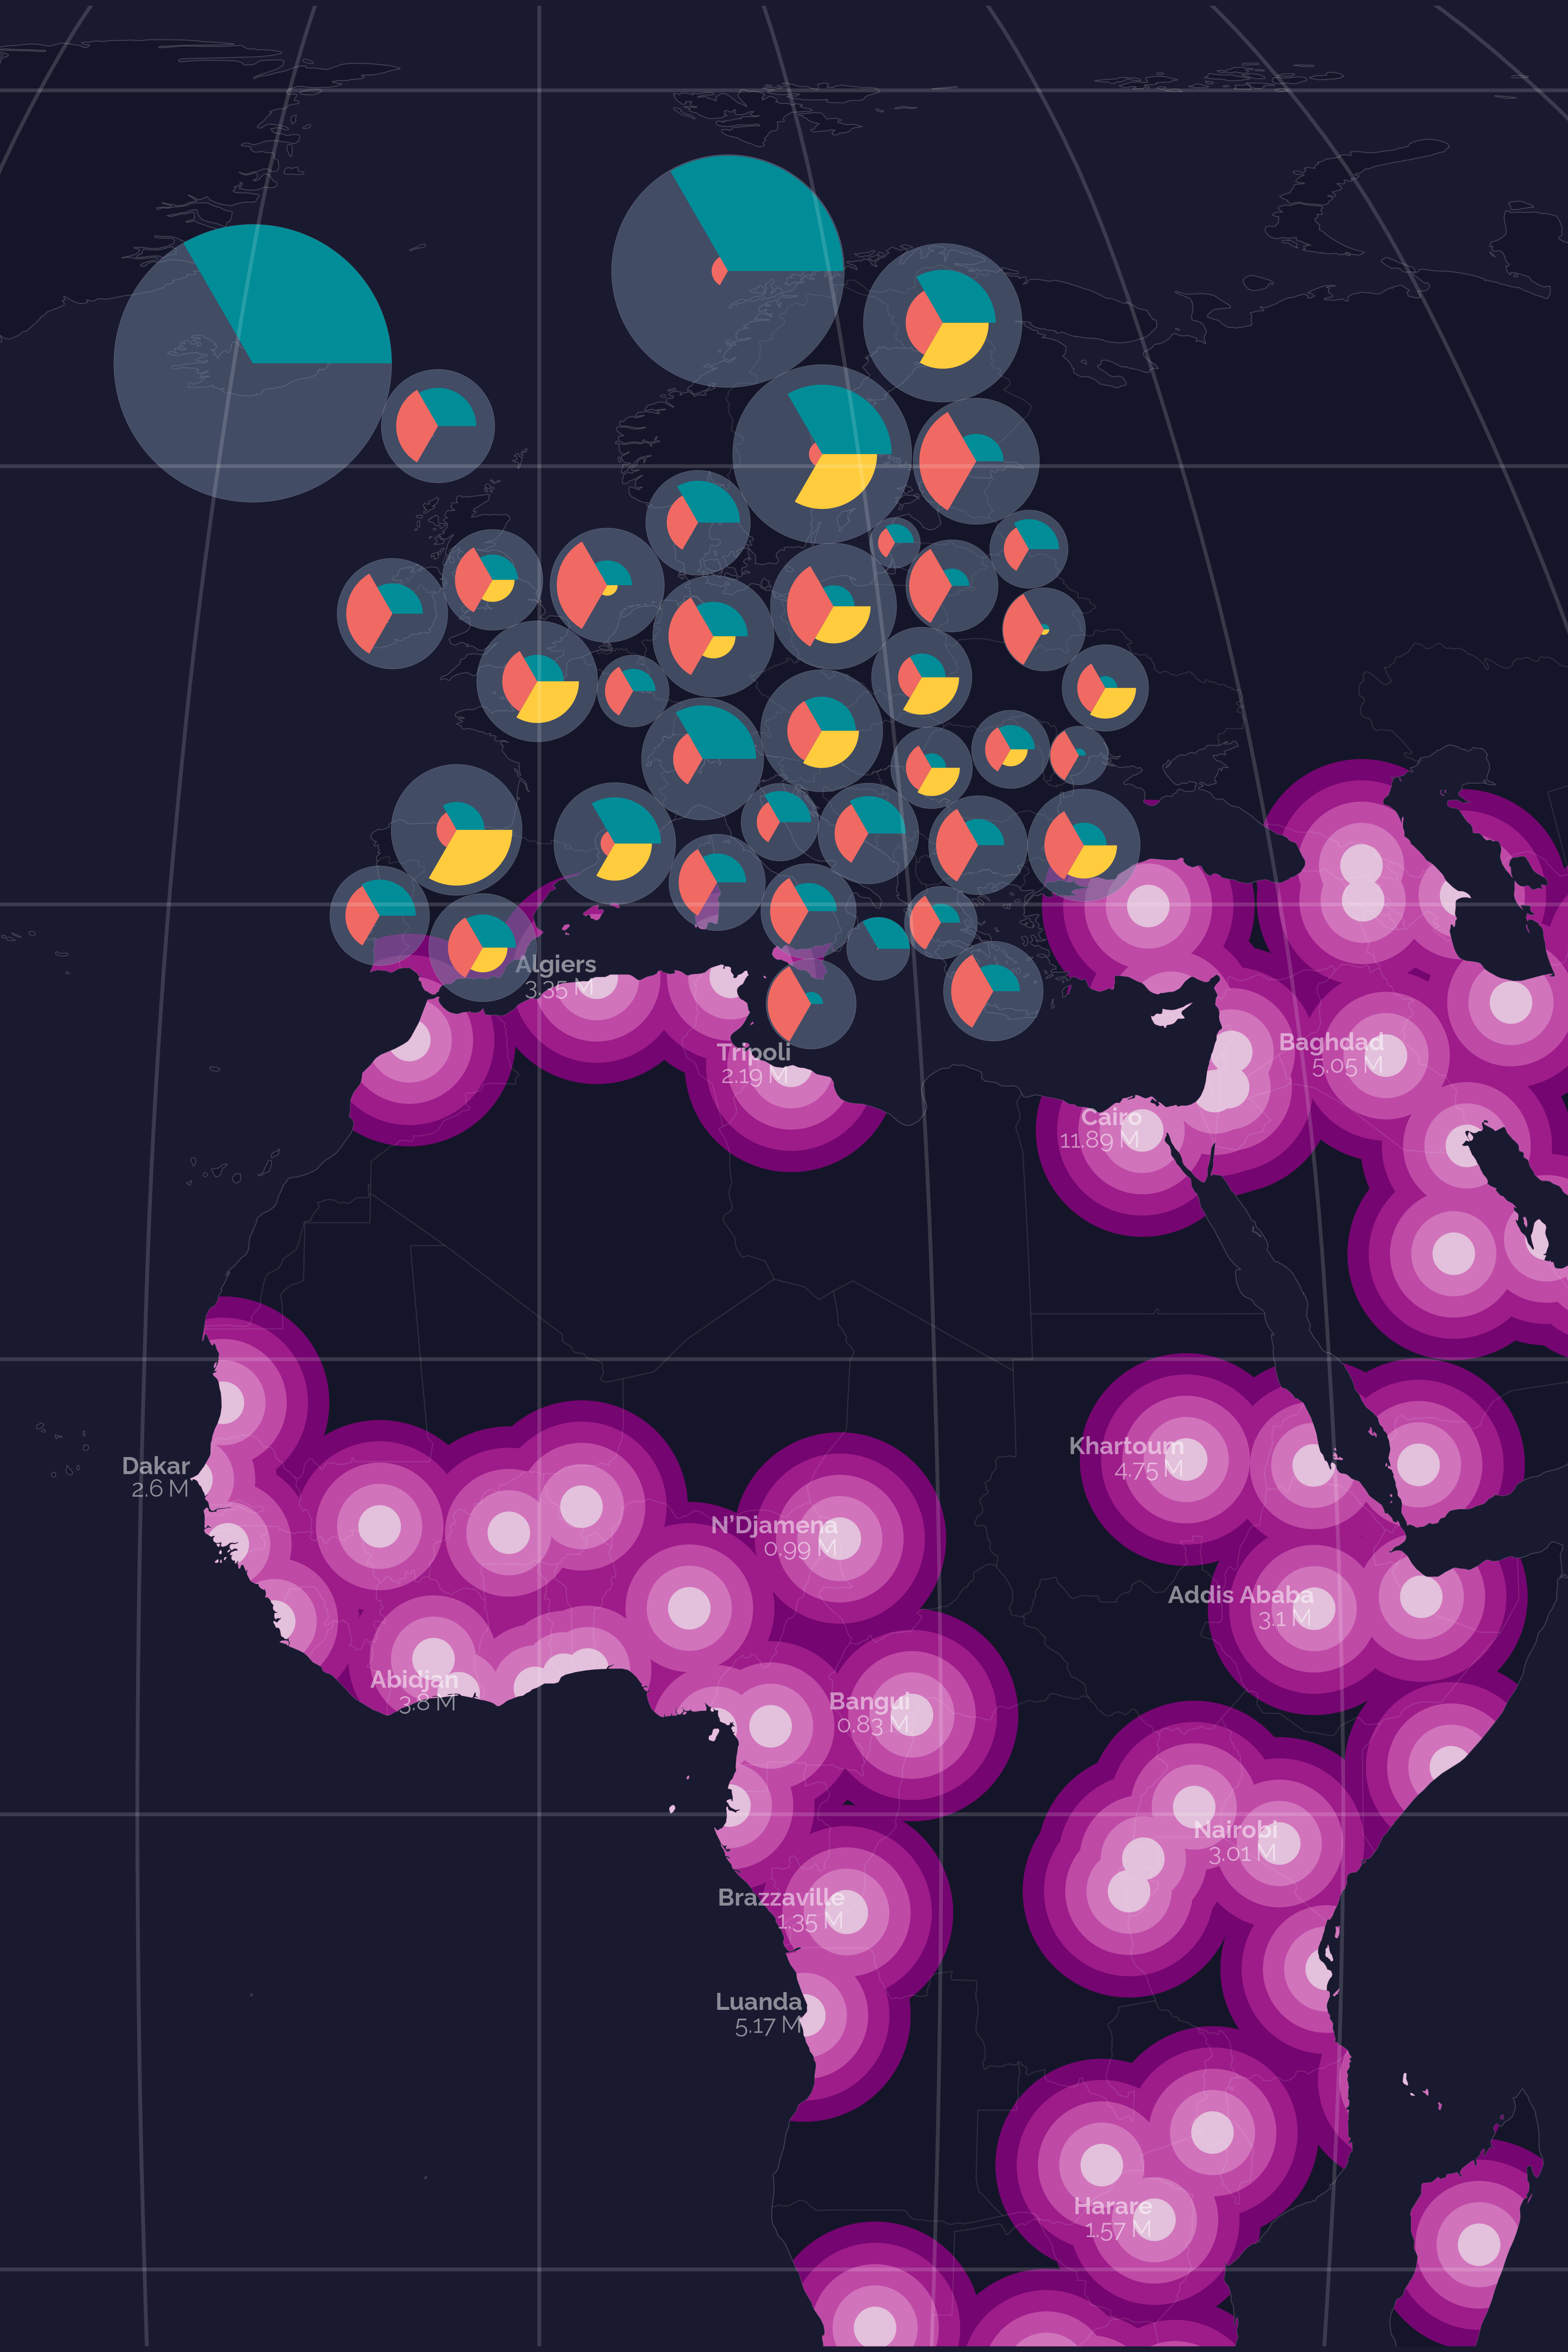 Algiers
3.35 M
Tripoli
2.19 M
Baghdad
5.05 M
Cairo
11.89 M
Khartoum
4.75 M
Dakar
2.6 M
N'Djamena
0.99 M
Addis Ababa
3.1 M
Abidjan
3.8 M
Bangui
0.83 M
Nairobi
3.01 M
Brazzaville
1.35 M
Luanda
5.17 M
Harare
1.57 M